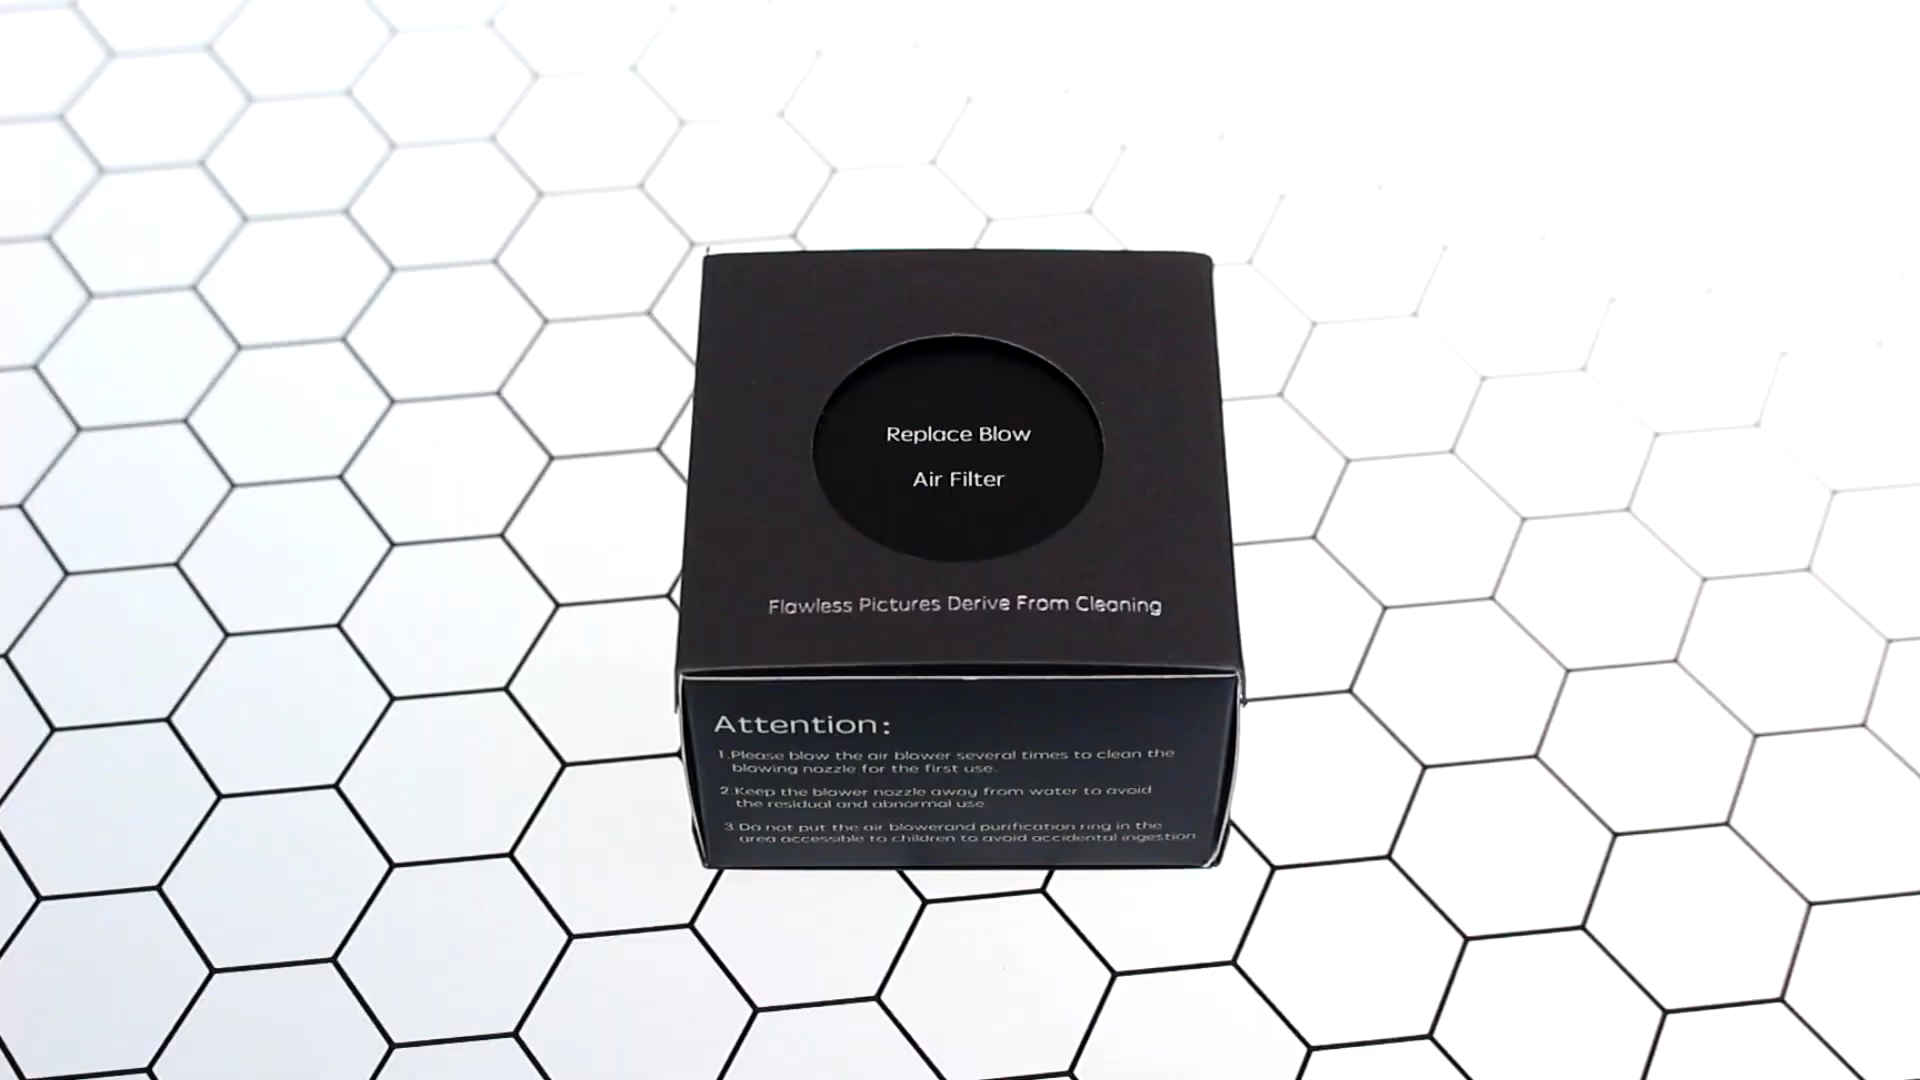 Replace Blow
Air Filter
Flawless Pictures Derive From Cleaning
Attention:
1.Please blow the air blower several times to clean the
blowing nozzle for the first use.
2.Keep the blower nozzle away from water to avoid
the residual and abnormal use
3.Do not put the air blowerand purification ring in the
area accessible to children to avoid accidental ingestion